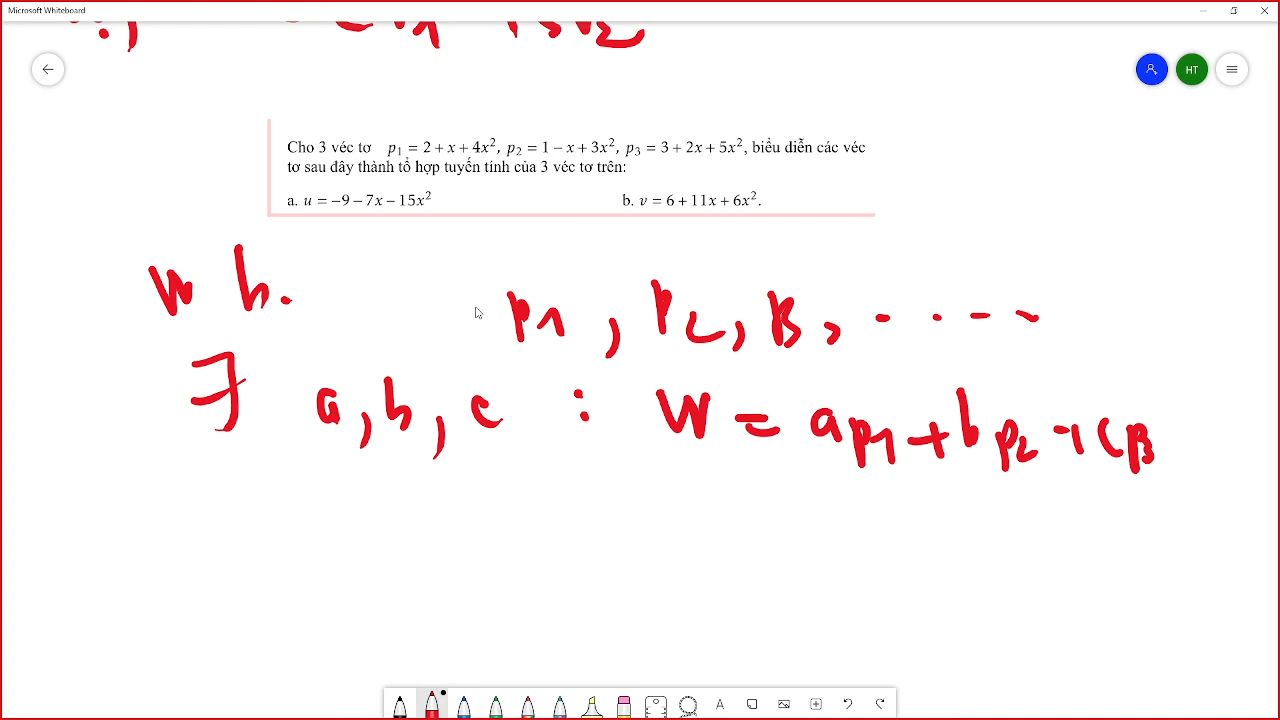 Microsoft Whiteboard
HT
Cho 3 véc tơ p₁ = 2 + x + 4x², p₂ = 1 − x + 3x², p₃ = 3 + 2x + 5x², biểu diễn các véc
tơ sau đây thành tổ hợp tuyến tính của 3 véc tơ trên:
a. u = −9 − 7x − 15x²
b. v = 6 + 11x + 6x².
p1, p2, p3, ....
∃ a, b, c : W = ap1 + bp2 + cp3
A